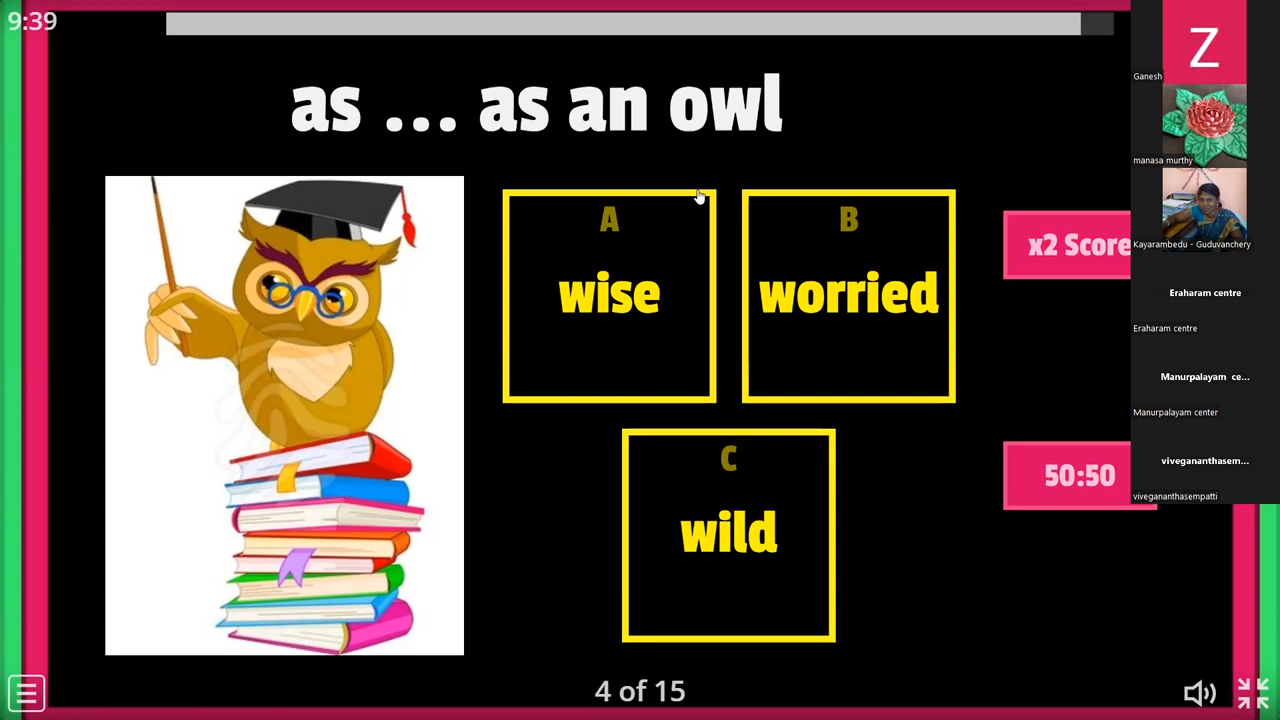 9:39
as ... as an owl
A
wise
B
worried
C
wild
x2 Score
50:50
4 of 15
Z
Ganesh
manasa murthy
Kayarambedu - Guduvanchery
Eraharam centre
Eraharam centre
Manurpalayam ce...
Manurpalayam center
vivegananthasem...
vivegananthasempatti